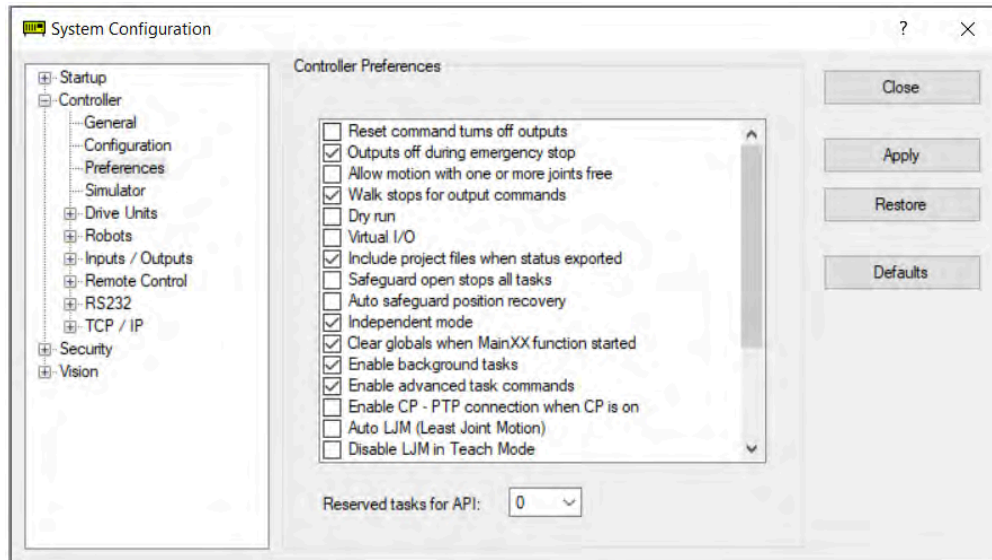 System Configuration
?
Startup
Controller
General
Configuration
Preferences
Simulator
Drive Units
Robots
Inputs / Outputs
Remote Control
RS232
TCP / IP
Security
Vision
Controller Preferences
Reset command turns off outputs
Outputs off during emergency stop
Allow motion with one or more joints free
Walk stops for output commands
Dry run
Virtual I/O
Include project files when status exported
Safeguard open stops all tasks
Auto safeguard position recovery
Independent mode
Clear globals when MainXX function started
Enable background tasks
Enable advanced task commands
Enable CP - PTP connection when CP is on
Auto LJM (Least Joint Motion)
Disable LJM in Teach Mode
Reserved tasks for API: 0
Close
Apply
Restore
Defaults